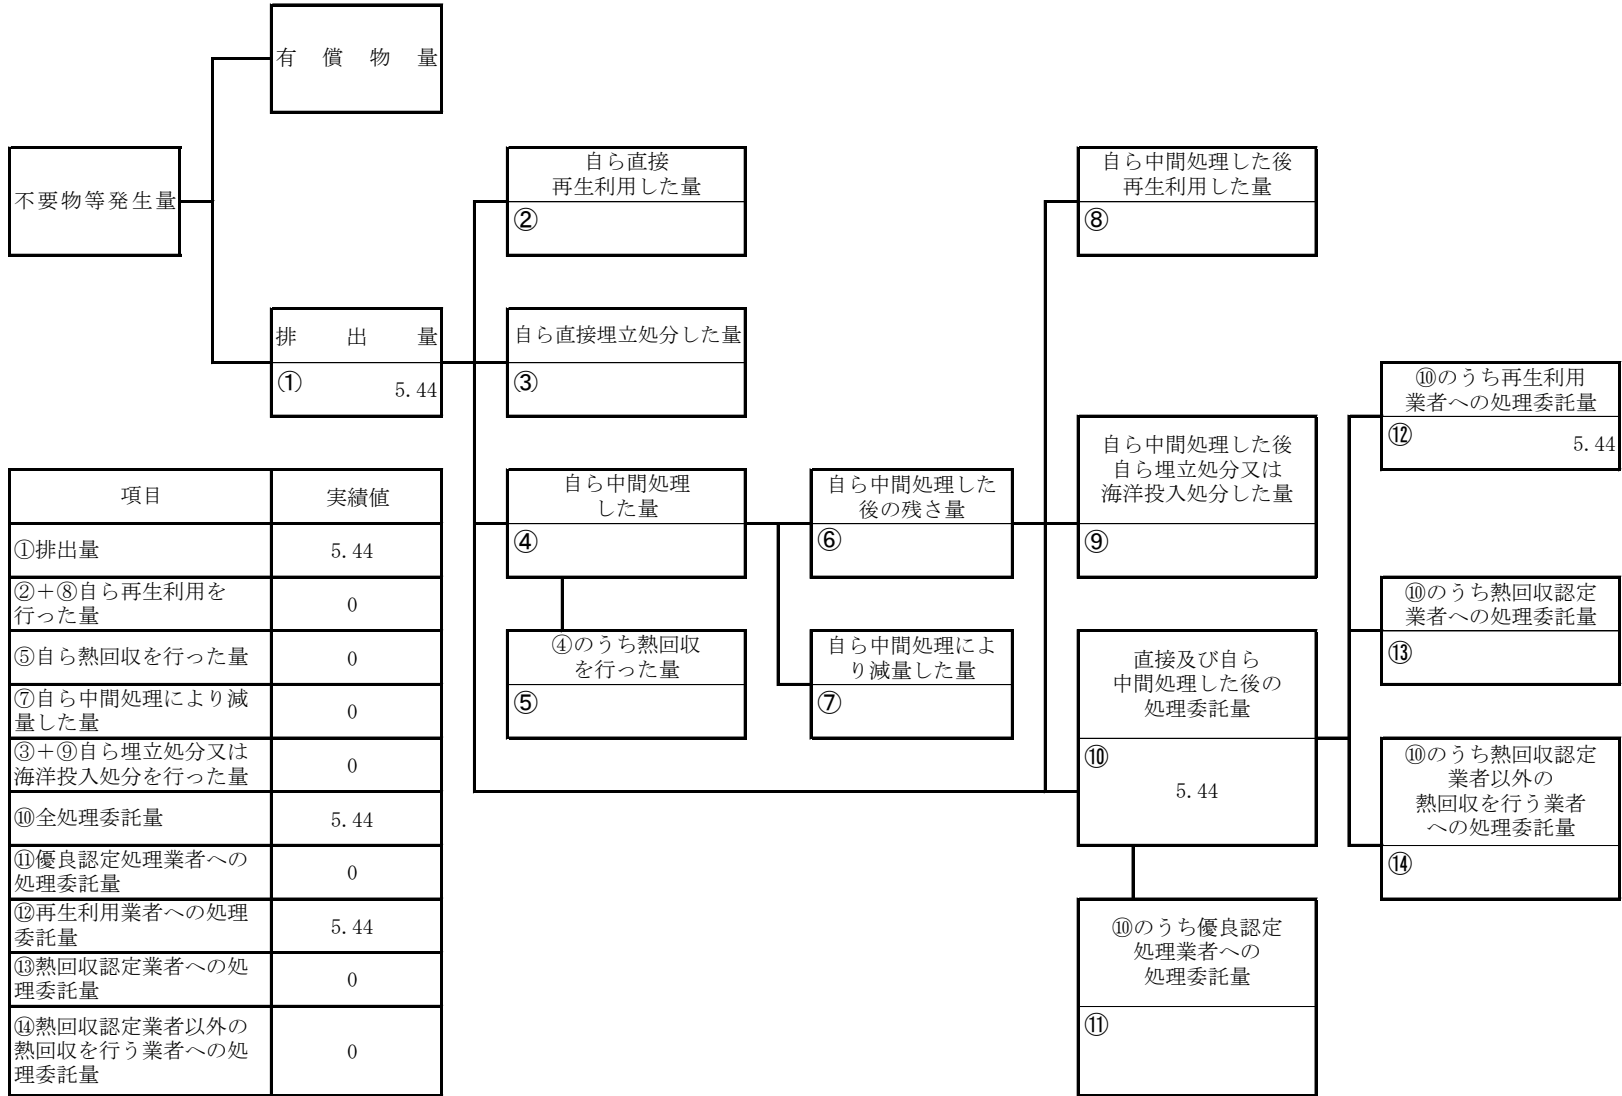 有償物量
不要物等発生量
排出量
①
5.44
自ら直接
再生利用した量
②
自ら直接埋立処分した量
③
自ら中間処理
した量
④
④のうち熱回収
を行った量
⑤
自ら中間処理した
後の残さ量
⑥
自ら中間処理によ
り減量した量
⑦
自ら中間処理した後
再生利用した量
⑧
自ら中間処理した後
自ら埋立処分又は
海洋投入処分した量
⑨
直接及び自ら
中間処理した後の
処理委託量
⑩
5.44
⑩のうち優良認定
処理業者への
処理委託量
⑪
⑩のうち再生利用
業者への処理委託量
⑫
5.44
⑩のうち熱回収認定
業者への処理委託量
⑬
⑩のうち熱回収認定
業者以外の
熱回収を行う業者
への処理委託量
⑭
項目 実績値
①排出量 5.44
②+⑧自ら再生利用を
行った量 0
⑤自ら熱回収を行った量 0
⑦自ら中間処理により減
量した量 0
③+⑨自ら埋立処分又は
海洋投入処分を行った量 0
⑩全処理委託量 5.44
⑪優良認定処理業者への
処理委託量 0
⑫再生利用業者への処理
委託量 5.44
⑬熱回収認定業者への処
理委託量 0
⑭熱回収認定業者以外の
熱回収を行う業者への処
理委託量 0